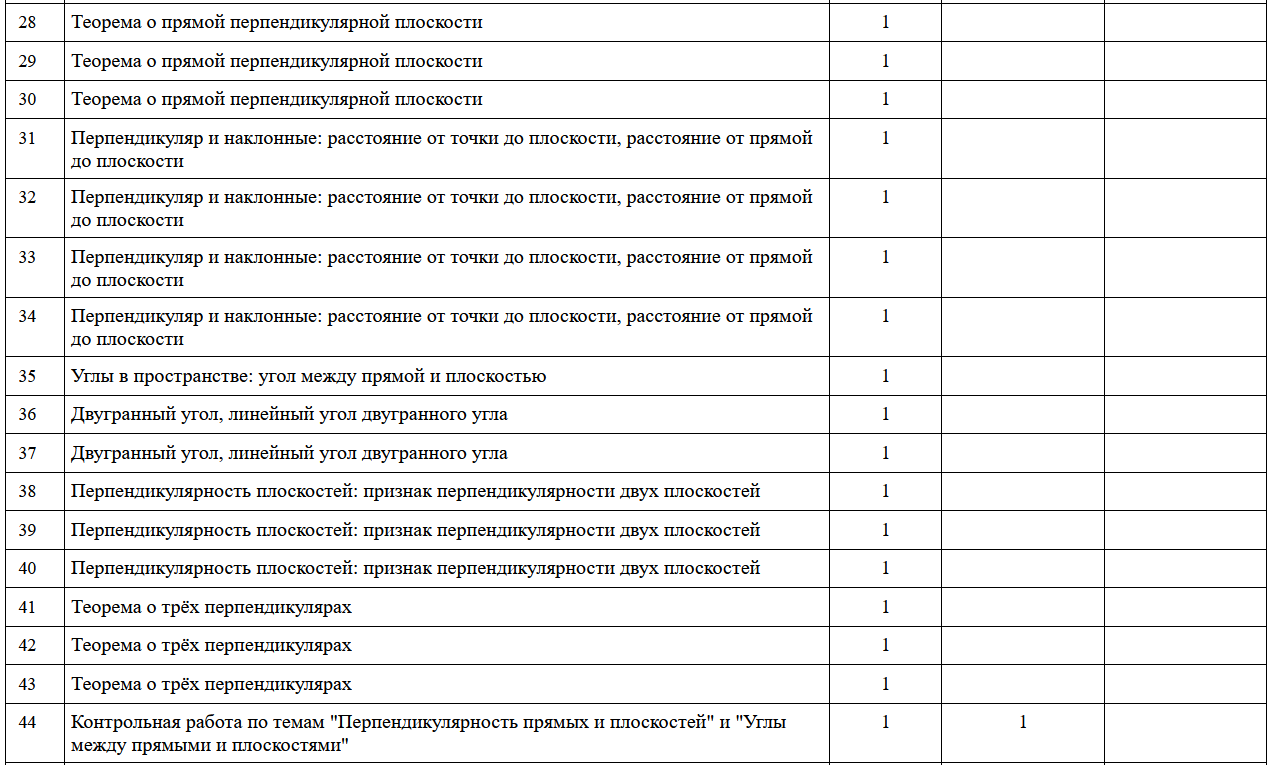 28 Теорема о прямой перпендикулярной плоскости 1
29 Теорема о прямой перпендикулярной плоскости 1
30 Теорема о прямой перпендикулярной плоскости 1
31 Перпендикуляр и наклонные: расстояние от точки до плоскости, расстояние от прямой 1
до плоскости
32 Перпендикуляр и наклонные: расстояние от точки до плоскости, расстояние от прямой 1
до плоскости
33 Перпендикуляр и наклонные: расстояние от точки до плоскости, расстояние от прямой 1
до плоскости
34 Перпендикуляр и наклонные: расстояние от точки до плоскости, расстояние от прямой 1
до плоскости
35 Углы в пространстве: угол между прямой и плоскостью 1
36 Двугранный угол, линейный угол двугранного угла 1
37 Двугранный угол, линейный угол двугранного угла 1
38 Перпендикулярность плоскостей: признак перпендикулярности двух плоскостей 1
39 Перпендикулярность плоскостей: признак перпендикулярности двух плоскостей 1
40 Перпендикулярность плоскостей: признак перпендикулярности двух плоскостей 1
41 Теорема о трёх перпендикулярах 1
42 Теорема о трёх перпендикулярах 1
43 Теорема о трёх перпендикулярах 1
44 Контрольная работа по темам "Перпендикулярность прямых и плоскостей" и "Углы 1 1
между прямыми и плоскостями"